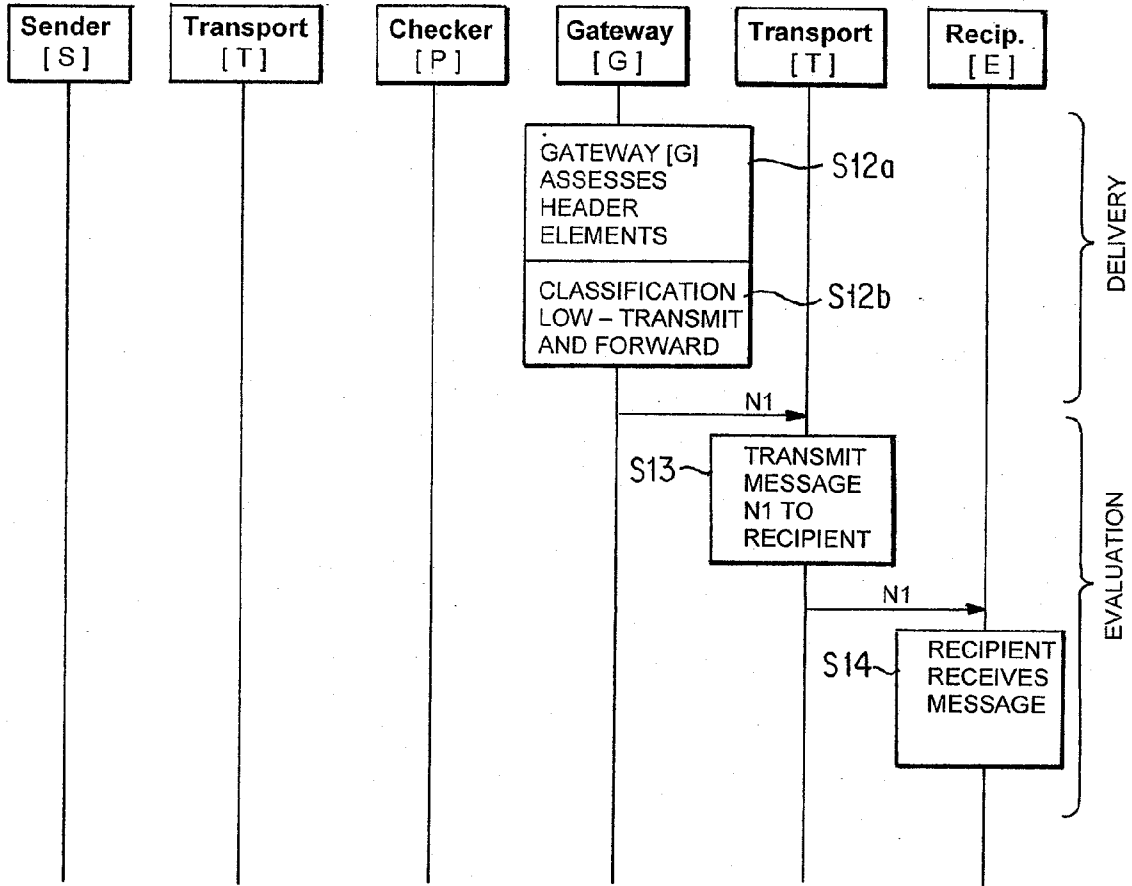 Sender
[ S ]
Transport
[ T ]
Checker
[ P ]
Gateway
[ G ]
Transport
[ T ]
Recip.
[ E ]
GATEWAY [G]
ASSESSES
HEADER
ELEMENTS
S12a
CLASSIFICATION
LOW – TRANSMIT
AND FORWARD
S12b
DELIVERY
N1
S13
TRANSMIT
MESSAGE
N1 TO
RECIPIENT
N1
S14
RECIPIENT
RECEIVES
MESSAGE
EVALUATION